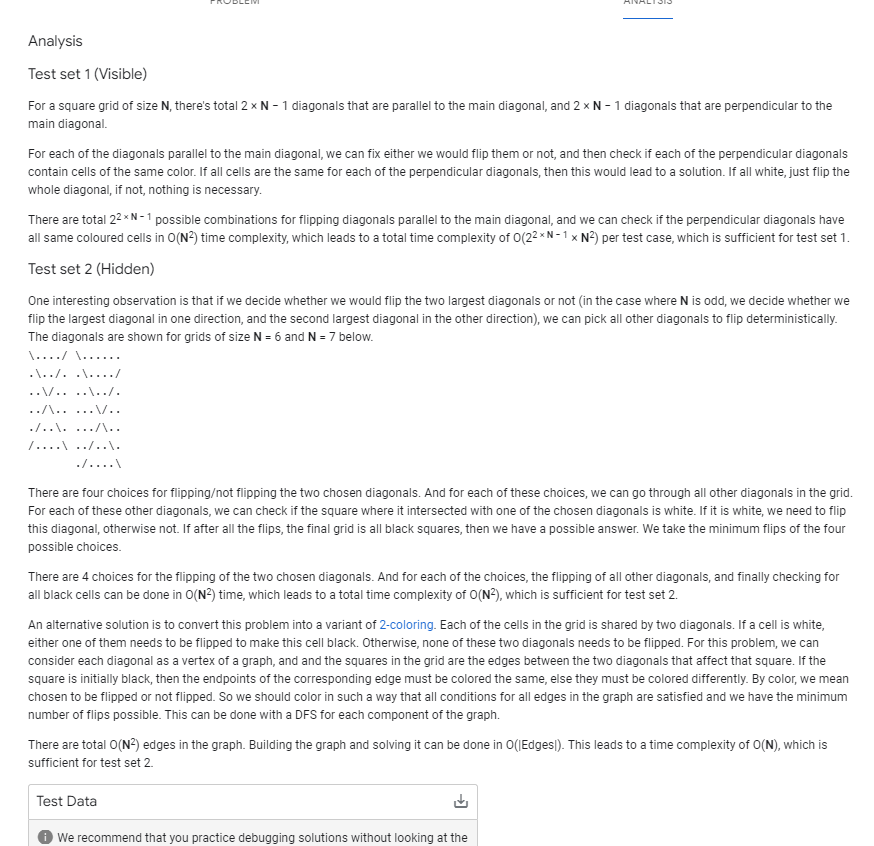 PROBLEM ANALYSIS
Analysis
Test set 1 (Visible)
For a square grid of size N, there's total 2 × N - 1 diagonals that are parallel to the main diagonal, and 2 × N - 1 diagonals that are perpendicular to the
main diagonal.
For each of the diagonals parallel to the main diagonal, we can fix either we would flip them or not, and then check if each of the perpendicular diagonals
contain cells of the same color. If all cells are the same for each of the perpendicular diagonals, then this would lead to a solution. If all white, just flip the
whole diagonal, if not, nothing is necessary.
There are total 2^2 × N - 1 possible combinations for flipping diagonals parallel to the main diagonal, and we can check if the perpendicular diagonals have
all same coloured cells in O(N²) time complexity, which leads to a total time complexity of O(2^2 × N - 1 × N²) per test case, which is sufficient for test set 1.
Test set 2 (Hidden)
One interesting observation is that if we decide whether we would flip the two largest diagonals or not (in the case where N is odd, we decide whether we
flip the largest diagonal in one direction, and the second largest diagonal in the other direction), we can pick all other diagonals to flip deterministically.
The diagonals are shown for grids of size N = 6 and N = 7 below.
\..../ \......
.\../. .\..../
..\/.. ..\../.
../\.. ...\/..
./..\. .../\..
/....\ ../..\.
./....\
There are four choices for flipping/not flipping the two chosen diagonals. And for each of these choices, we can go through all other diagonals in the grid.
For each of these other diagonals, we can check if the square where it intersected with one of the chosen diagonals is white. If it is white, we need to flip
this diagonal, otherwise not. If after all the flips, the final grid is all black squares, then we have a possible answer. We take the minimum flips of the four
possible choices.
There are 4 choices for the flipping of the two chosen diagonals. And for each of the choices, the flipping of all other diagonals, and finally checking for
all black cells can be done in O(N²) time, which leads to a total time complexity of O(N²), which is sufficient for test set 2.
An alternative solution is to convert this problem into a variant of 2-coloring. Each of the cells in the grid is shared by two diagonals. If a cell is white,
either one of them needs to be flipped to make this cell black. Otherwise, none of these two diagonals needs to be flipped. For this problem, we can
consider each diagonal as a vertex of a graph, and and the squares in the grid are the edges between the two diagonals that affect that square. If the
square is initially black, then the endpoints of the corresponding edge must be colored the same, else they must be colored differently. By color, we mean
chosen to be flipped or not flipped. So we should color in such a way that all conditions for all edges in the graph are satisfied and we have the minimum
number of flips possible. This can be done with a DFS for each component of the graph.
There are total O(N²) edges in the graph. Building the graph and solving it can be done in O(|Edges|). This leads to a time complexity of O(N), which is
sufficient for test set 2.
Test Data
We recommend that you practice debugging solutions without looking at the